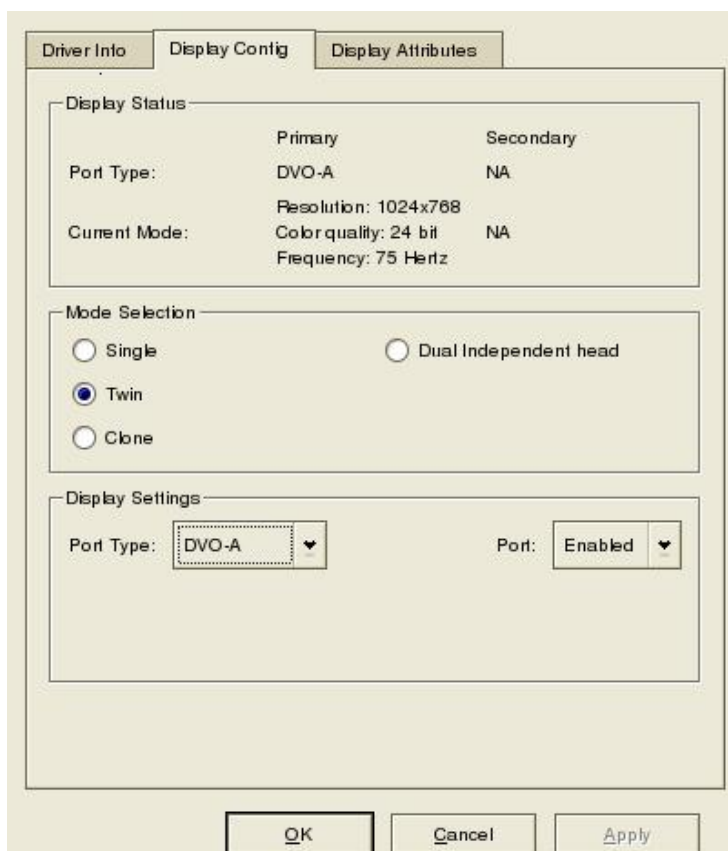 Driver Info Display Config Display Attributes
Display Status
Primary Secondary
Port Type: DVO-A NA
Resolution: 1024x768
Current Mode: Color quality: 24 bit NA
Frequency: 75 Hertz
Mode Selection
Single Dual Independent head
Twin
Clone
Display Settings
Port Type: DVO-A Port: Enabled
OK Cancel Apply